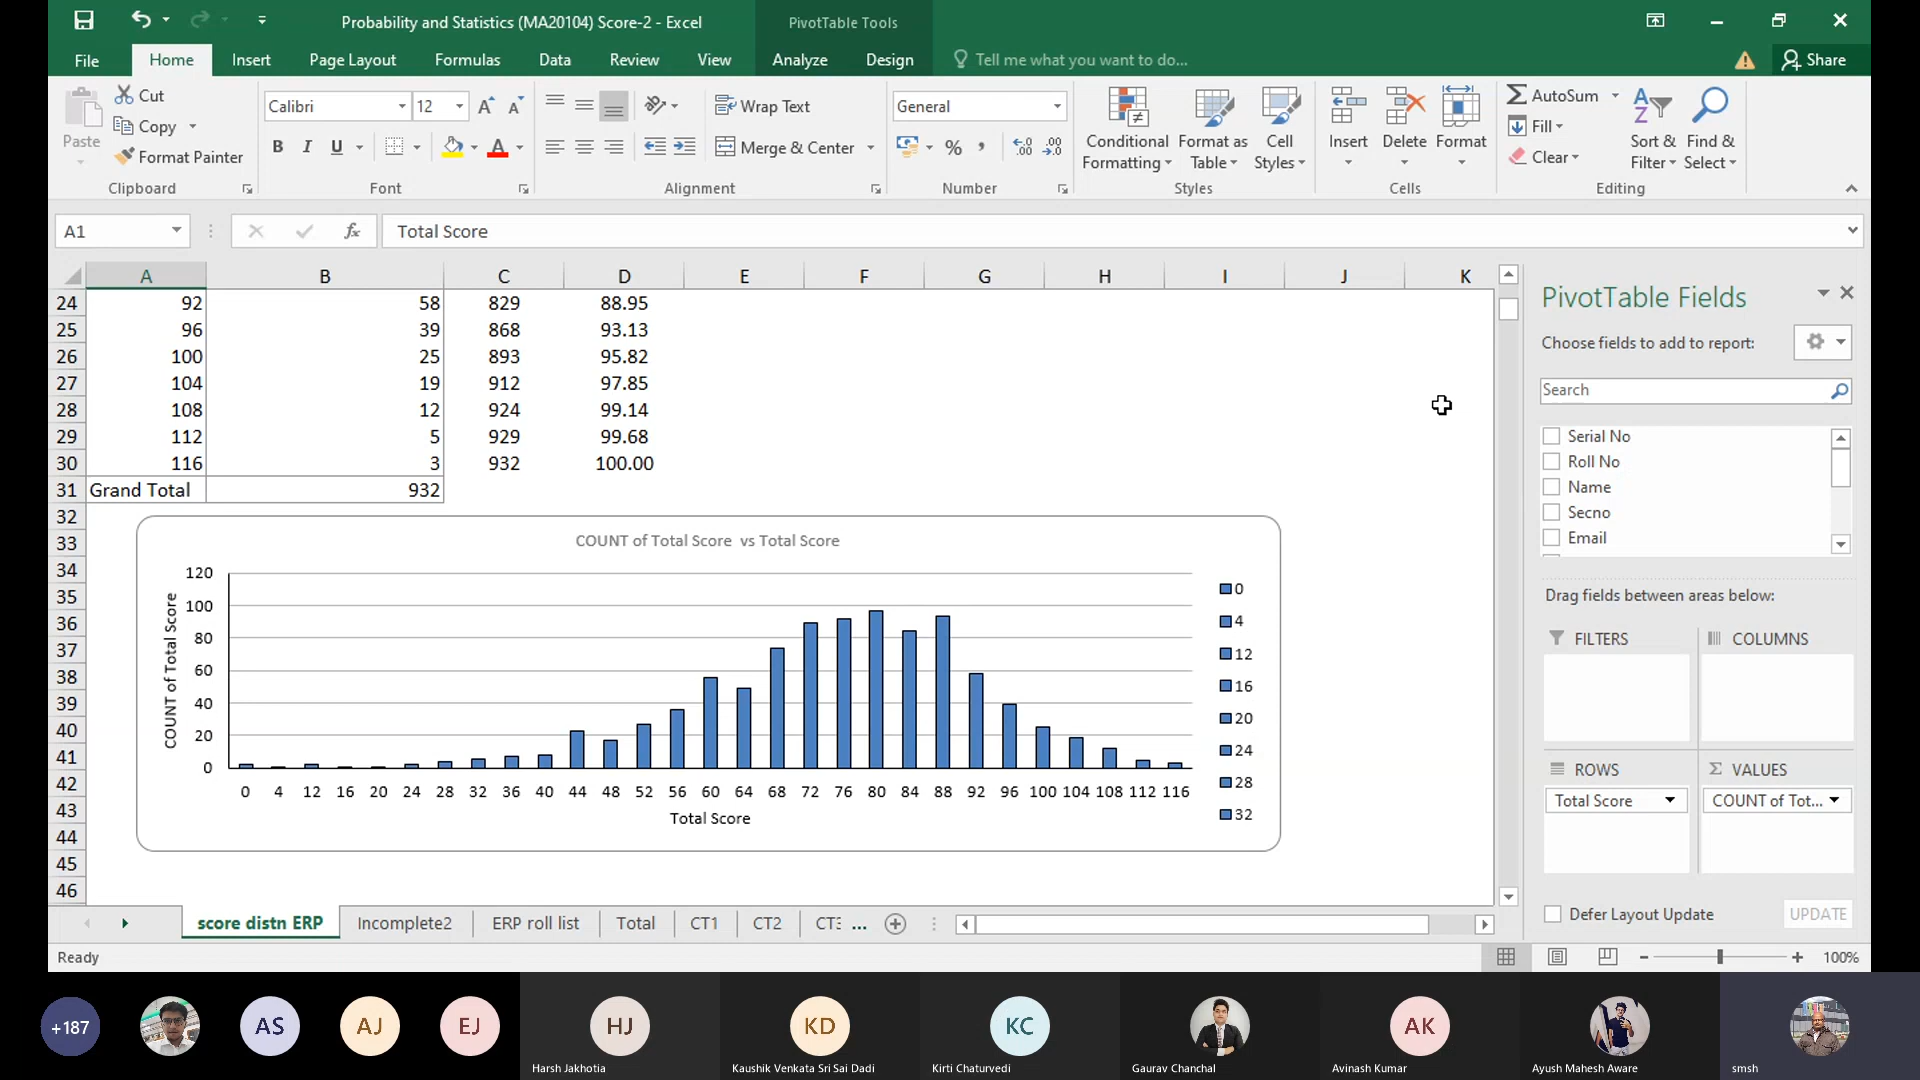 Probability and Statistics (MA20104) Score-2 - Excel
PivotTable Tools
File Home Insert Page Layout Formulas Data Review View Analyze Design Tell me what you want to do... Share
Paste
Cut
Copy
Format Painter
Clipboard
Calibri 12
B I U A
Font
Wrap Text
Merge & Center
Alignment
General
%
Number
Conditional Formatting
Format as Table
Cell Styles
Styles
Insert Delete Format
Cells
AutoSum
Fill
Clear
Sort & Filter
Find & Select
Editing
A1 fx Total Score
A B C D E F G H I J K
24 92 58 829 88.95
25 96 39 868 93.13
26 100 25 893 95.82
27 104 19 912 97.85
28 108 12 924 99.14
29 112 5 929 99.68
30 116 3 932 100.00
31 Grand Total 932
32
33
34
35
36
37
38
39
40
41
42
43
44
45
46
COUNT of Total Score vs Total Score
COUNT of Total Score
120
100
80
60
40
20
0
0 4 12 16 20 24 28 32 36 40 44 48 52 56 60 64 68 72 76 80 84 88 92 96 100 104 108 112 116
Total Score
0
4
12
16
20
24
28
32
PivotTable Fields
Choose fields to add to report:
Search
Serial No
Roll No
Name
Secno
Email
Drag fields between areas below:
FILTERS
COLUMNS
ROWS
Total Score
VALUES
COUNT of Tot...
Defer Layout Update UPDATE
score distn ERP Incomplete2 ERP roll list Total CT1 CT2 CT3 ...
Ready 100%
+187 AS AJ EJ HJ KD KC AK
Harsh Jakhotia Kaushik Venkata Sri Sai Dadi Kirti Chaturvedi Gaurav Chanchal Avinash Kumar Ayush Mahesh Aware smsh